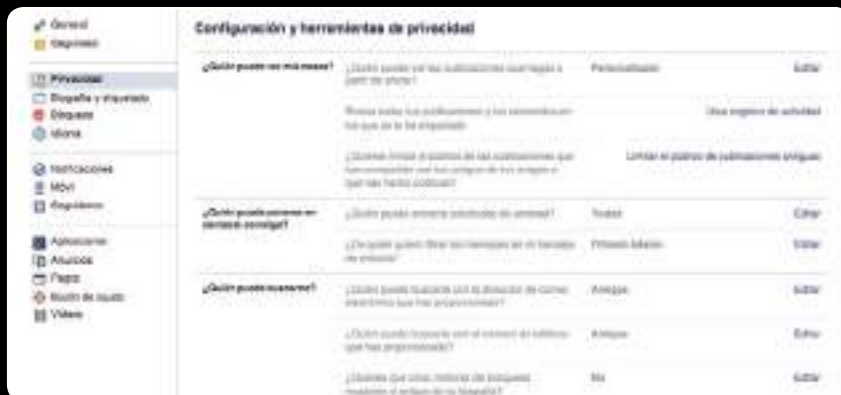 General
Seguridad
Privacidad
Biografía y etiquetado
Bloqueos
Idioma
Notificaciones
Móvil
Seguidores
Aplicaciones
Anuncios
Pagos
Buzón de ayuda
Vídeos
Configuración y herramientas de privacidad
¿Quién puede ver mis cosas?
¿Quién puede ver las publicaciones que hagas a
partir de ahora?
Personalizado
Editar
Revisa todas tus publicaciones y los contenidos en
los que se te ha etiquetado
Usar registro de actividad
¿Quieres limitar el público de las publicaciones que
has compartido con los amigos de tus amigos o
que has hecho públicas?
Limitar el público de publicaciones antiguas
¿Quién puede ponerse en
contacto conmigo?
¿Quién puede enviarte solicitudes de amistad?
Todos
Editar
¿De quién quiero filtrar los mensajes en mi bandeja
de entrada?
Filtrado básico
Editar
¿Quién puede buscarme?
¿Quién puede buscarte con la dirección de correo
electrónico que has proporcionado?
Amigos
Editar
¿Quién puede buscarte con el número de teléfono
que has proporcionado?
Amigos
Editar
¿Quieres que otros motores de búsqueda
muestren el enlace de tu biografía?
No
Editar